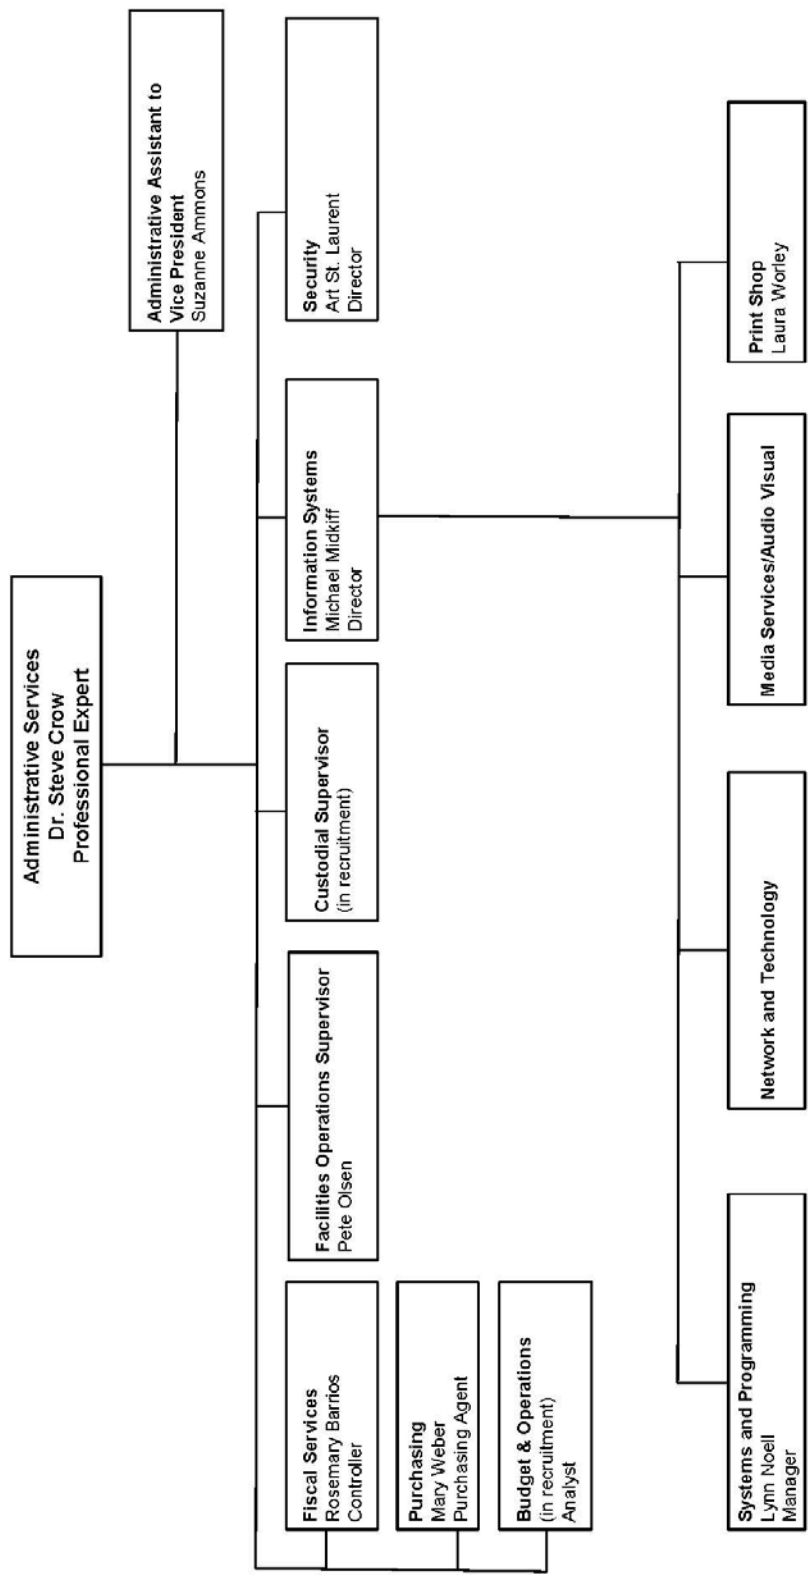 Administrative Services
Dr. Steve Crow
Professional Expert
Administrative Assistant to
Vice President
Suzanne Ammons
Fiscal Services
Rosemary Barrios
Controller
Purchasing
Mary Weber
Purchasing Agent
Budget & Operations
(in recruitment)
Analyst
Facilities Operations Supervisor
Pete Olsen
Custodial Supervisor
(in recruitment)
Information Systems
Michael Midkiff
Director
Security
Art St. Laurent
Director
Systems and Programming
Lynn Noell
Manager
Network and Technology
Media Services/Audio Visual
Print Shop
Laura Worley